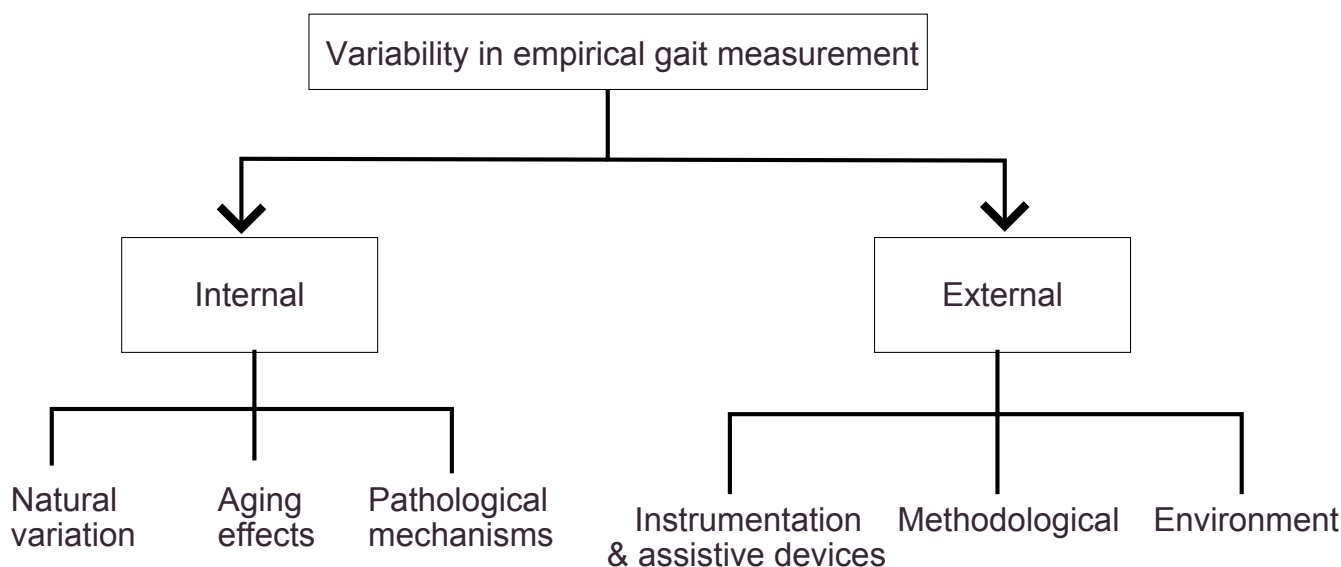 Variability in empirical gait measurement
Internal
External
Natural
variation
Aging
effects
Pathological
mechanisms
Instrumentation
& assistive devices
Methodological
Environment